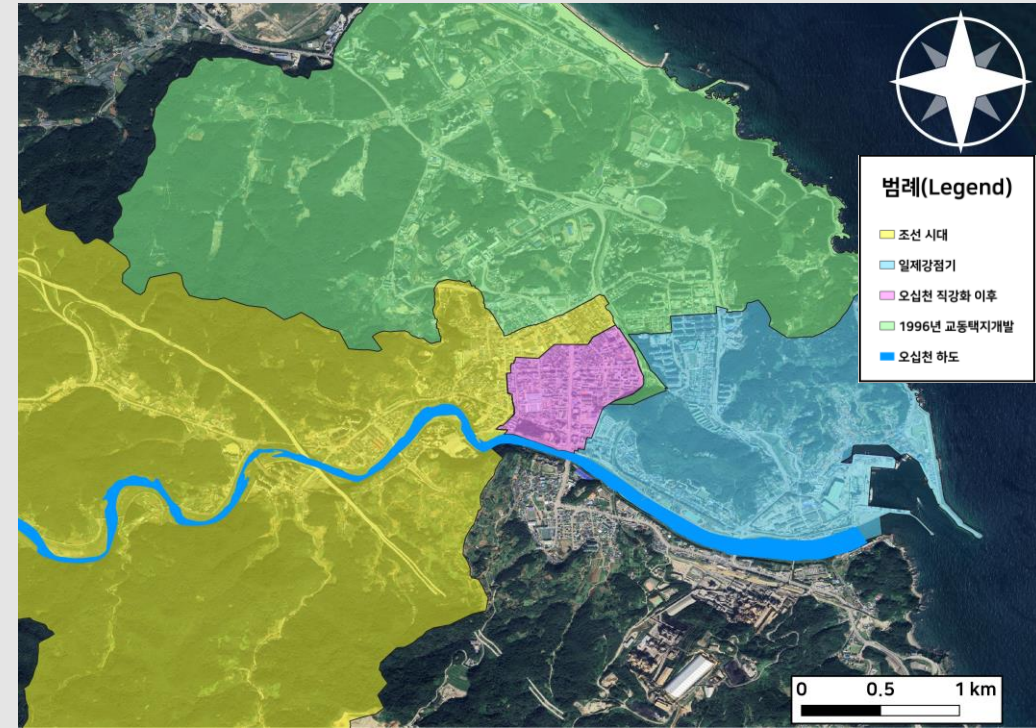 범례(Legend)
조선 시대
일제강점기
오십천 직강화 이후
1996년 교동택지개발
오십천 하도
0 0.5 1 km